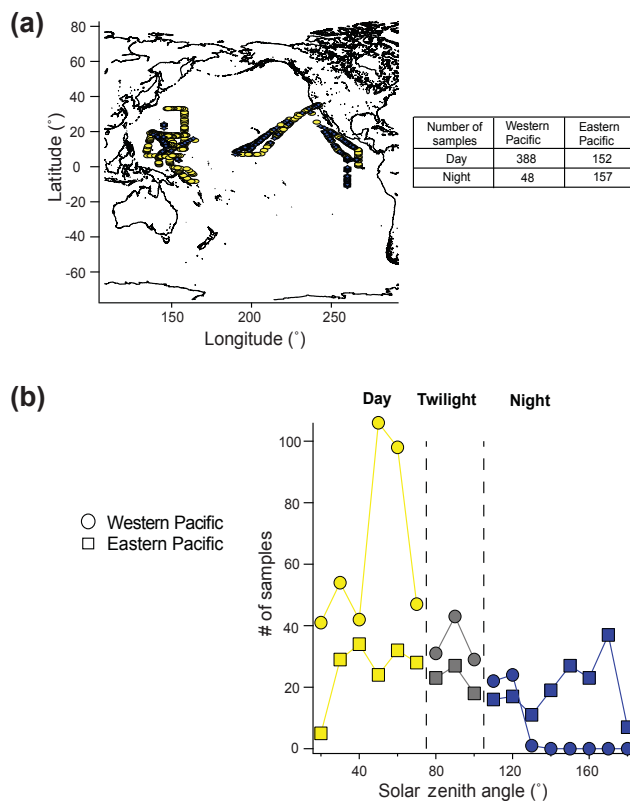 (a)
80
60
40
20
0
-20
-40
-60
Latitude (°)
150 200 250
Longitude (°)
Number of samples Western Pacific Eastern Pacific
Day 388 152
Night 48 157
(b)
Day Twilight Night
Western Pacific
Eastern Pacific
100
80
60
40
20
0
# of samples
40 80 120 160
Solar zenith angle (°)